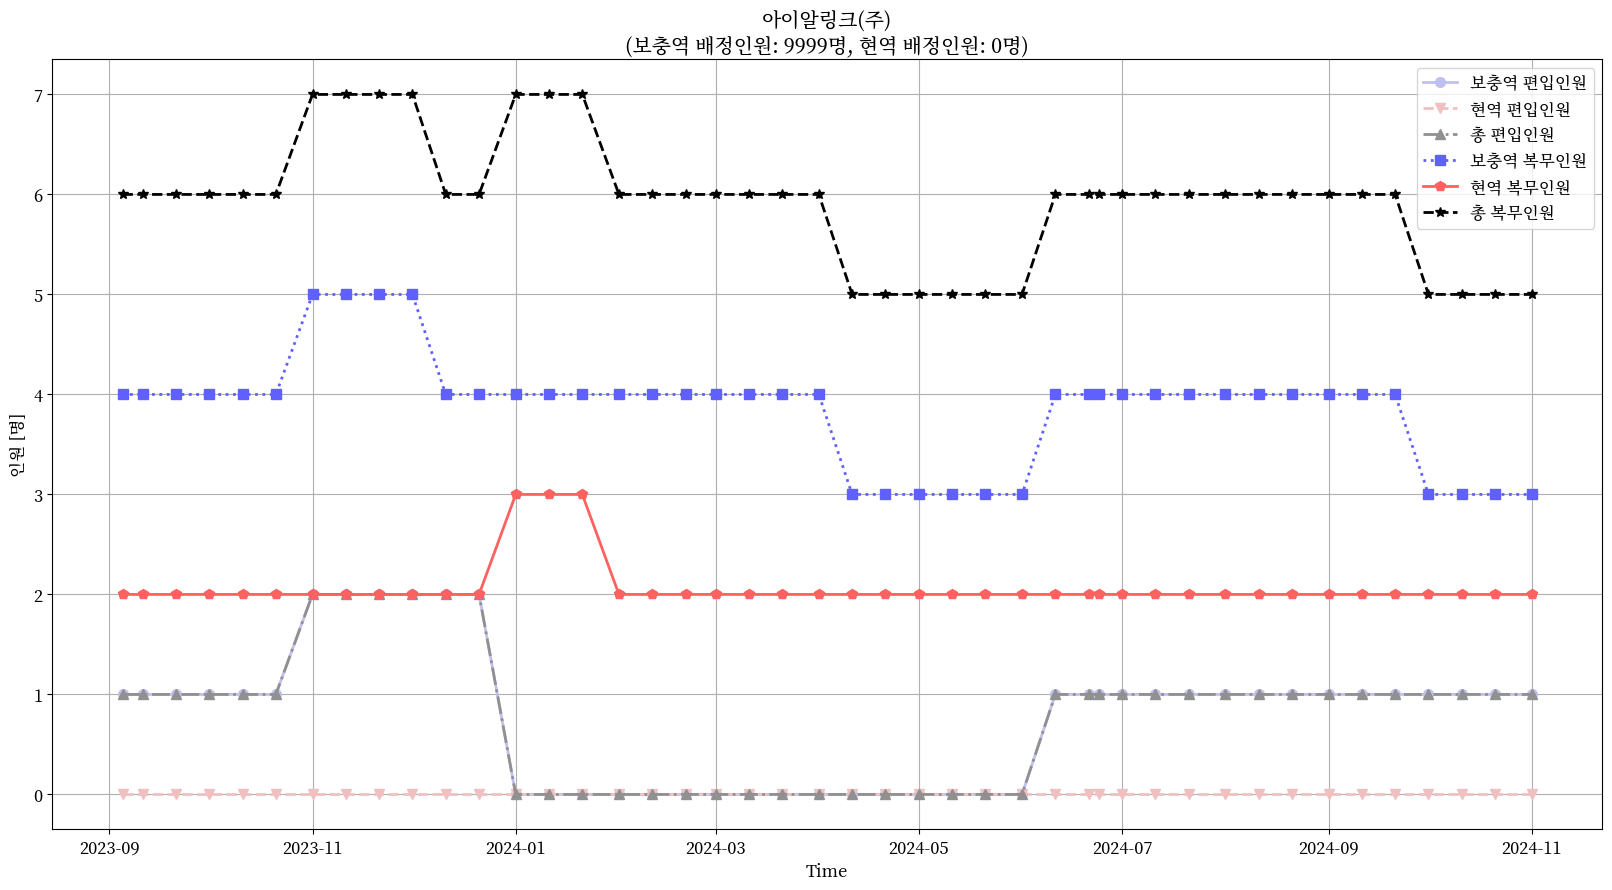 아이알링크(주)
(보충역 배정인원: 9999명, 현역 배정인원: 0명)
보충역 편입인원
현역 편입인원
총 편입인원
보충역 복무인원
현역 복무인원
총 복무인원
인원 [명]
7
6
5
4
3
2
1
0
2023-09
2023-11
2024-01
2024-03
2024-05
2024-07
2024-09
2024-11
Time